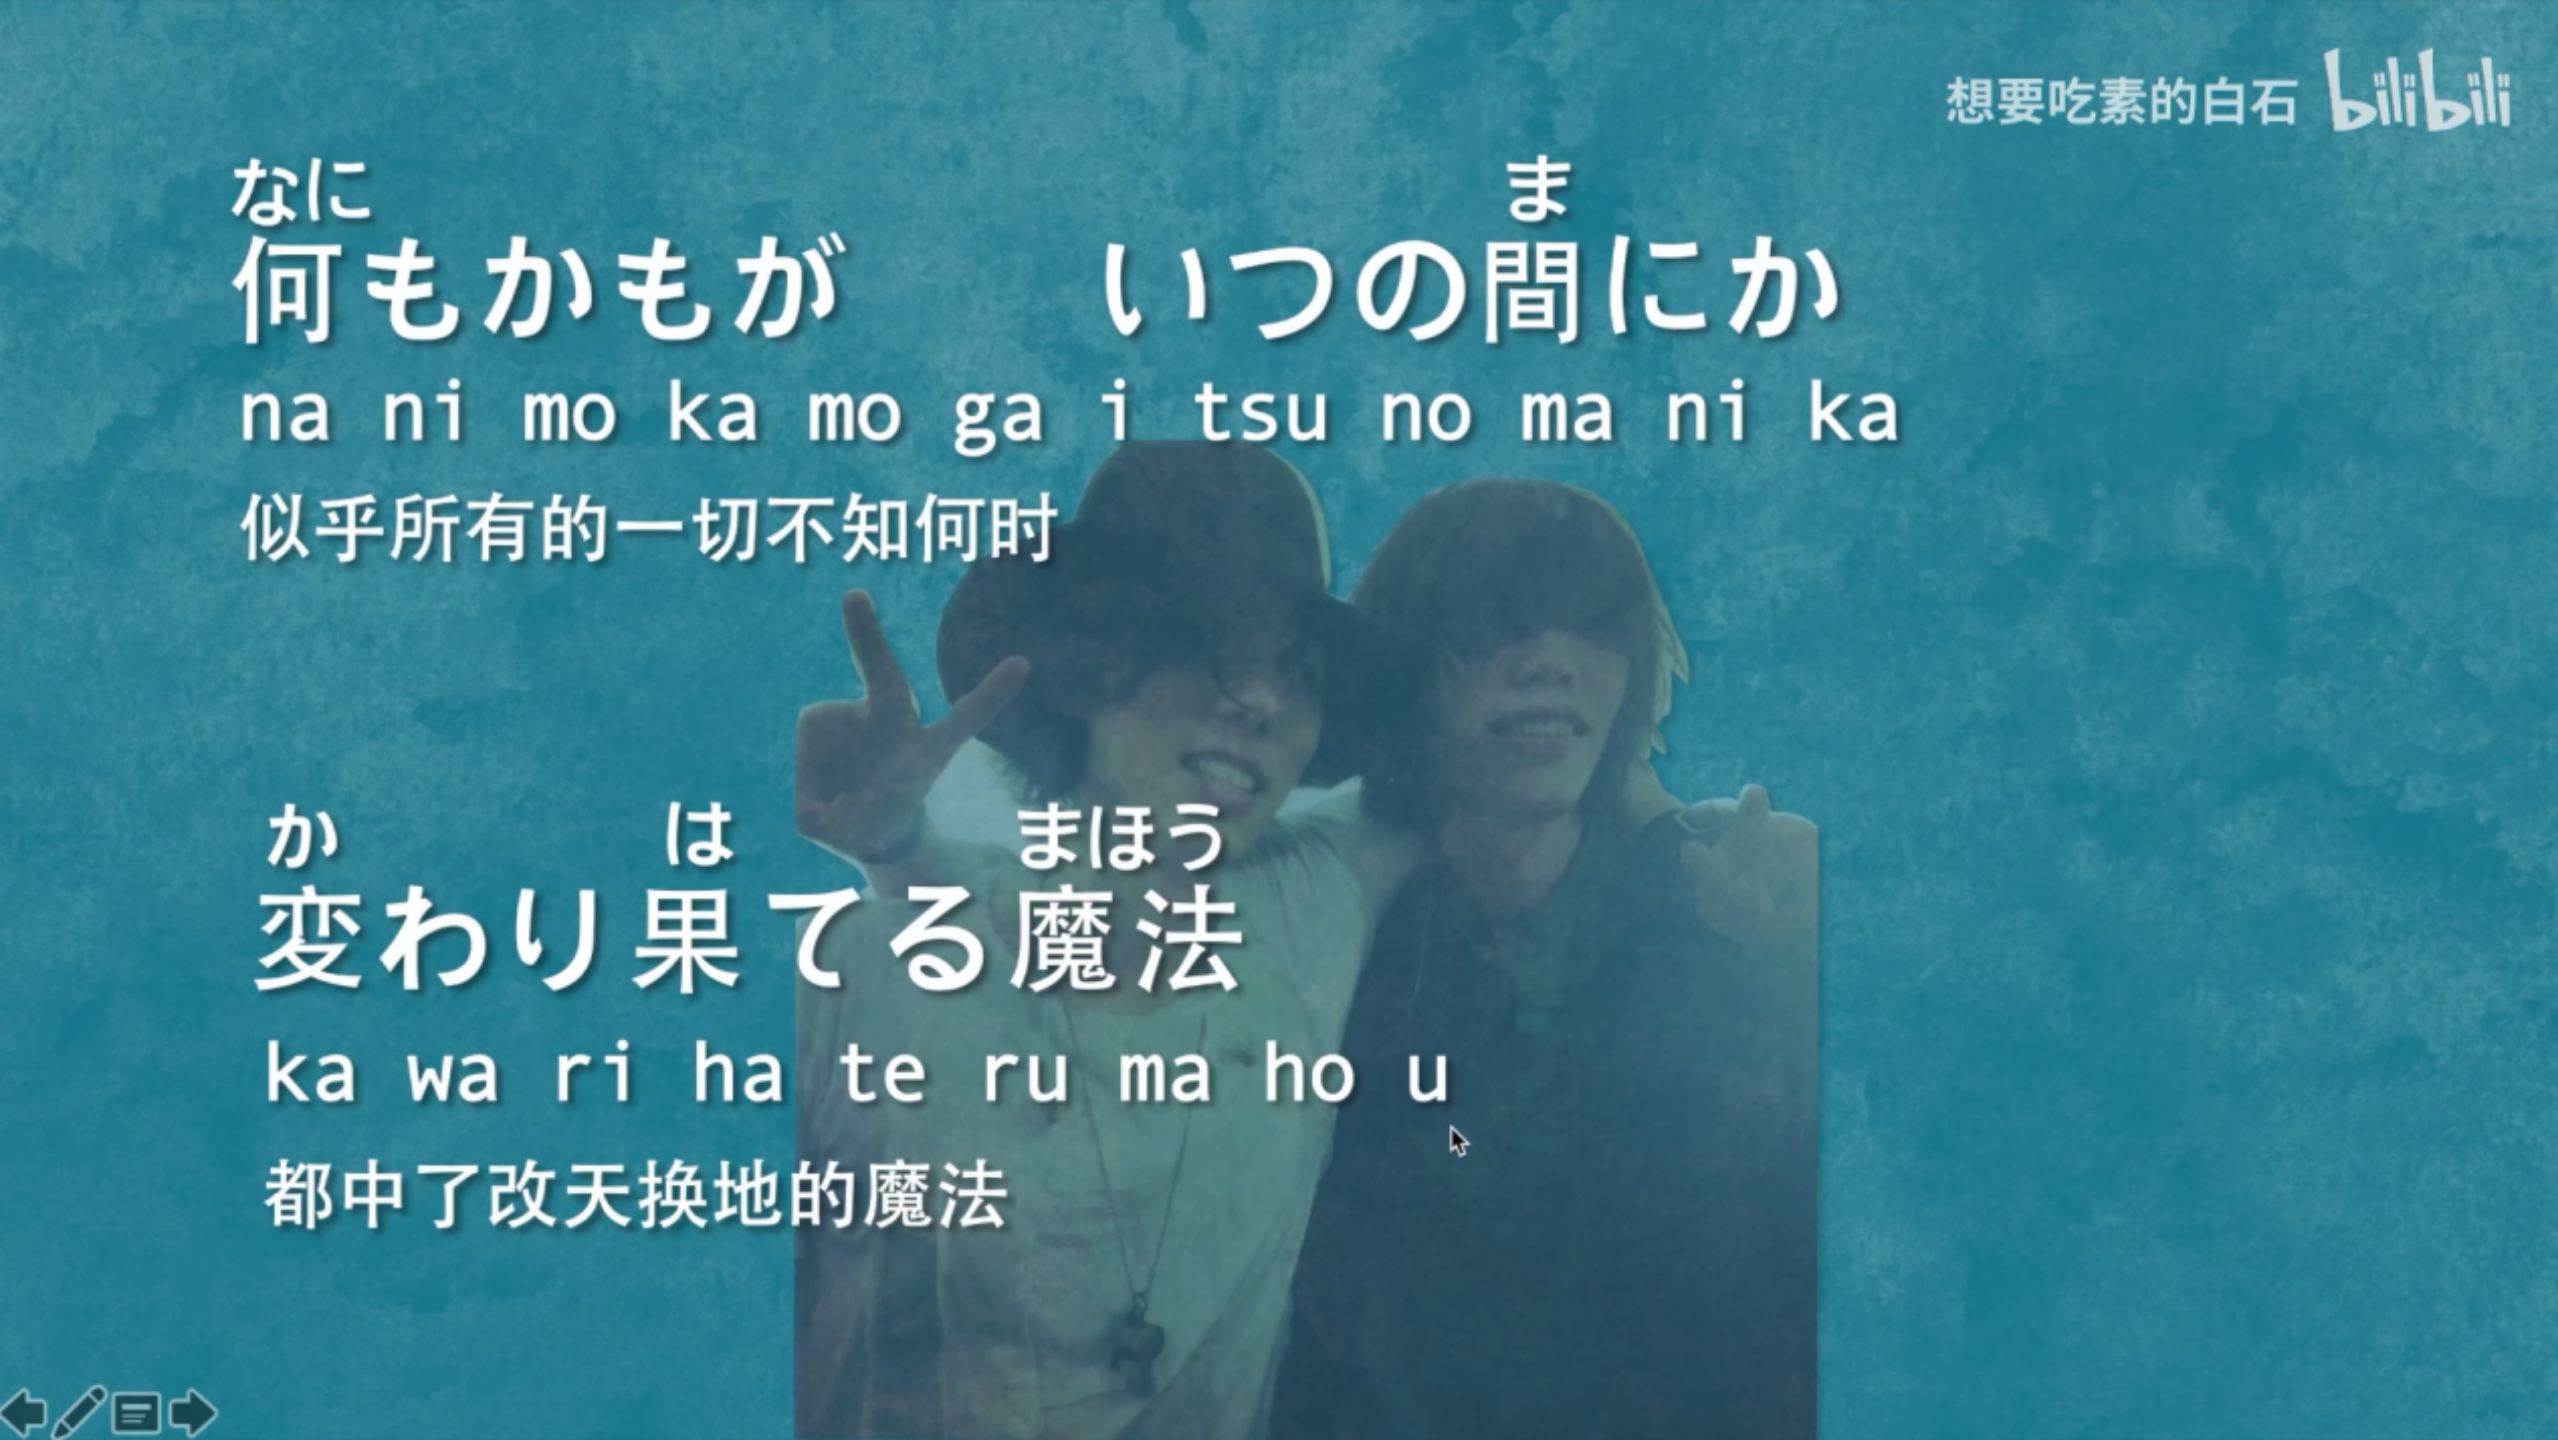 想要吃素的白石 bilibili
なに ま
何もかもが いつの間にか
na ni mo ka mo ga i tsu no ma ni ka
似乎所有的一切不知何时
か は まほう
変わり果てる魔法
ka wa ri ha te ru ma ho u
都中了改天换地的魔法